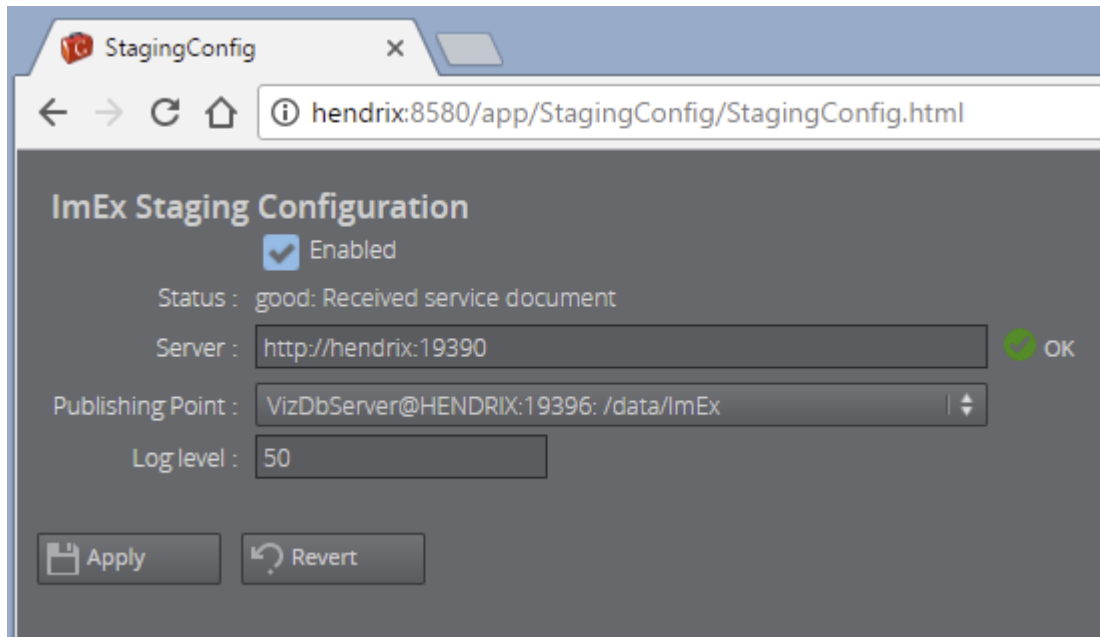 StagingConfig
hendrix:8580/app/StagingConfig/StagingConfig.html
ImEx Staging Configuration
Enabled
Status : good: Received service document
Server : http://hendrix:19390 OK
Publishing Point : VizDbServer@HENDRIX:19396: /data/ImEx
Log level : 50
Apply Revert